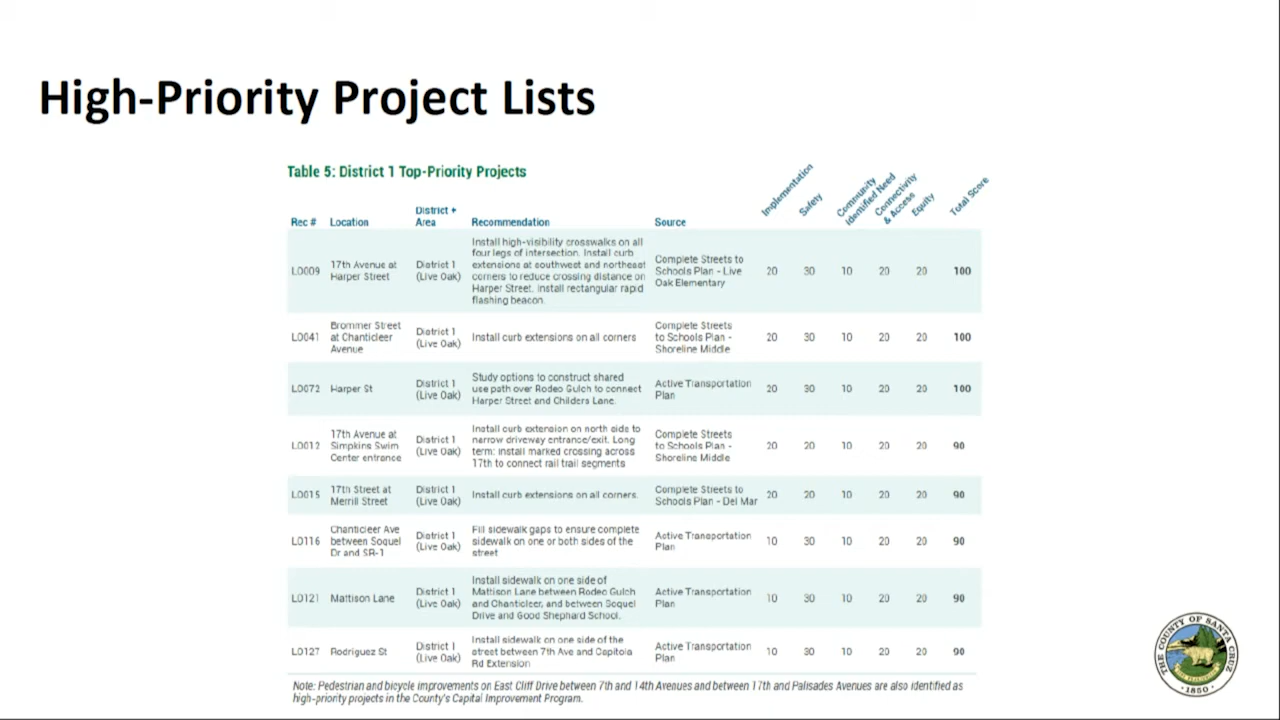 High-Priority Project Lists
Table 5: District 1 Top-Priority Projects
Rec #
Location
District +
Area
Recommendation
Source
Implementation
Safety
Community
Identified Need
Connectivity
& Access
Equity
Total Score
L0009
17th Avenue at
Harper Street
District 1
(Live Oak)
Install high-visibility crosswalks on all
four legs of intersection. Install curb
extensions at southwest and northeast
corners to reduce crossing distance on
Harper Street. Install rectangular rapid
flashing beacon.
Complete Streets to
Schools Plan - Live
Oak Elementary
20 30 10 20 20 100
L0041
Brommer Street
at Chanticleer
Avenue
District 1
(Live Oak)
Install curb extensions on all corners
Complete Streets
to Schools Plan -
Shoreline Middle
20 30 10 20 20 100
L0072
Harper St
District 1
(Live Oak)
Study options to construct shared
use path over Rodeo Gulch to connect
Harper Street and Childers Lane.
Active Transportation
Plan
20 30 10 20 20 100
L0012
17th Avenue at
Simpkins Swim
Center entrance
District 1
(Live Oak)
Install curb extension on north side to
narrow driveway entrance/exit. Long
term: install marked crossing across
17th to connect rail trail segments
Complete Streets
to Schools Plan -
Shoreline Middle
20 20 10 20 20 90
L0015
17th Street at
Merrill Street
District 1
(Live Oak)
Install curb extensions on all corners.
Complete Streets to
Schools Plan - Del Mar
20 20 10 20 20 90
L0116
Chanticleer Ave
between Soquel
Dr and SR-1
District 1
(Live Oak)
Fill sidewalk gaps to ensure complete
sidewalk on one or both sides of the
street
Active Transportation
Plan
10 30 10 20 20 90
L0121
Mattison Lane
District 1
(Live Oak)
Install sidewalk on one side of
Mattison Lane between Rodeo Gulch
and Chanticleer, and between Soquel
Drive and Good Shephard School.
Active Transportation
Plan
10 30 10 20 20 90
L0127
Rodriguez St
District 1
(Live Oak)
Install sidewalk on one side of the
street between 7th Ave and Capitola
Rd Extension
Active Transportation
Plan
10 30 10 20 20 90
Note: Pedestrian and bicycle improvements on East Cliff Drive between 7th and 14th Avenues and between 17th and Palisades Avenues are also identified as
high-priority projects in the County's Capital Improvement Program.
THE COUNTY OF SANTA CRUZ
1850